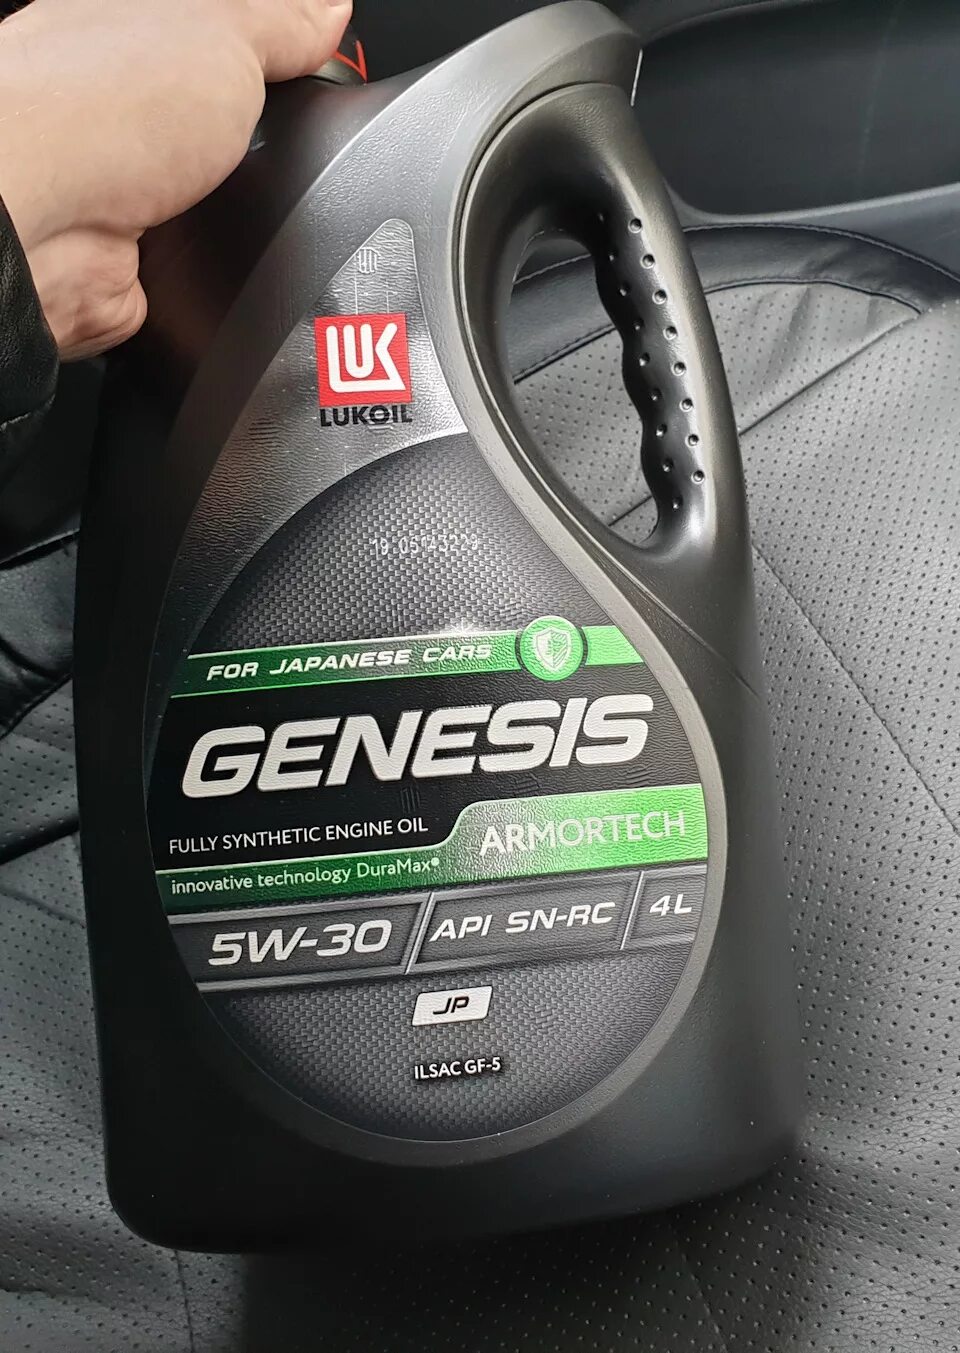 LUK
LUKOIL
FOR JAPANESE CARS
GENESIS
FULLY SYNTHETIC ENGINE OIL
ARMORTECH
innovative technology DuraMax®
5W-30
API SN-RC
4L
JP
ILSAC GF-5